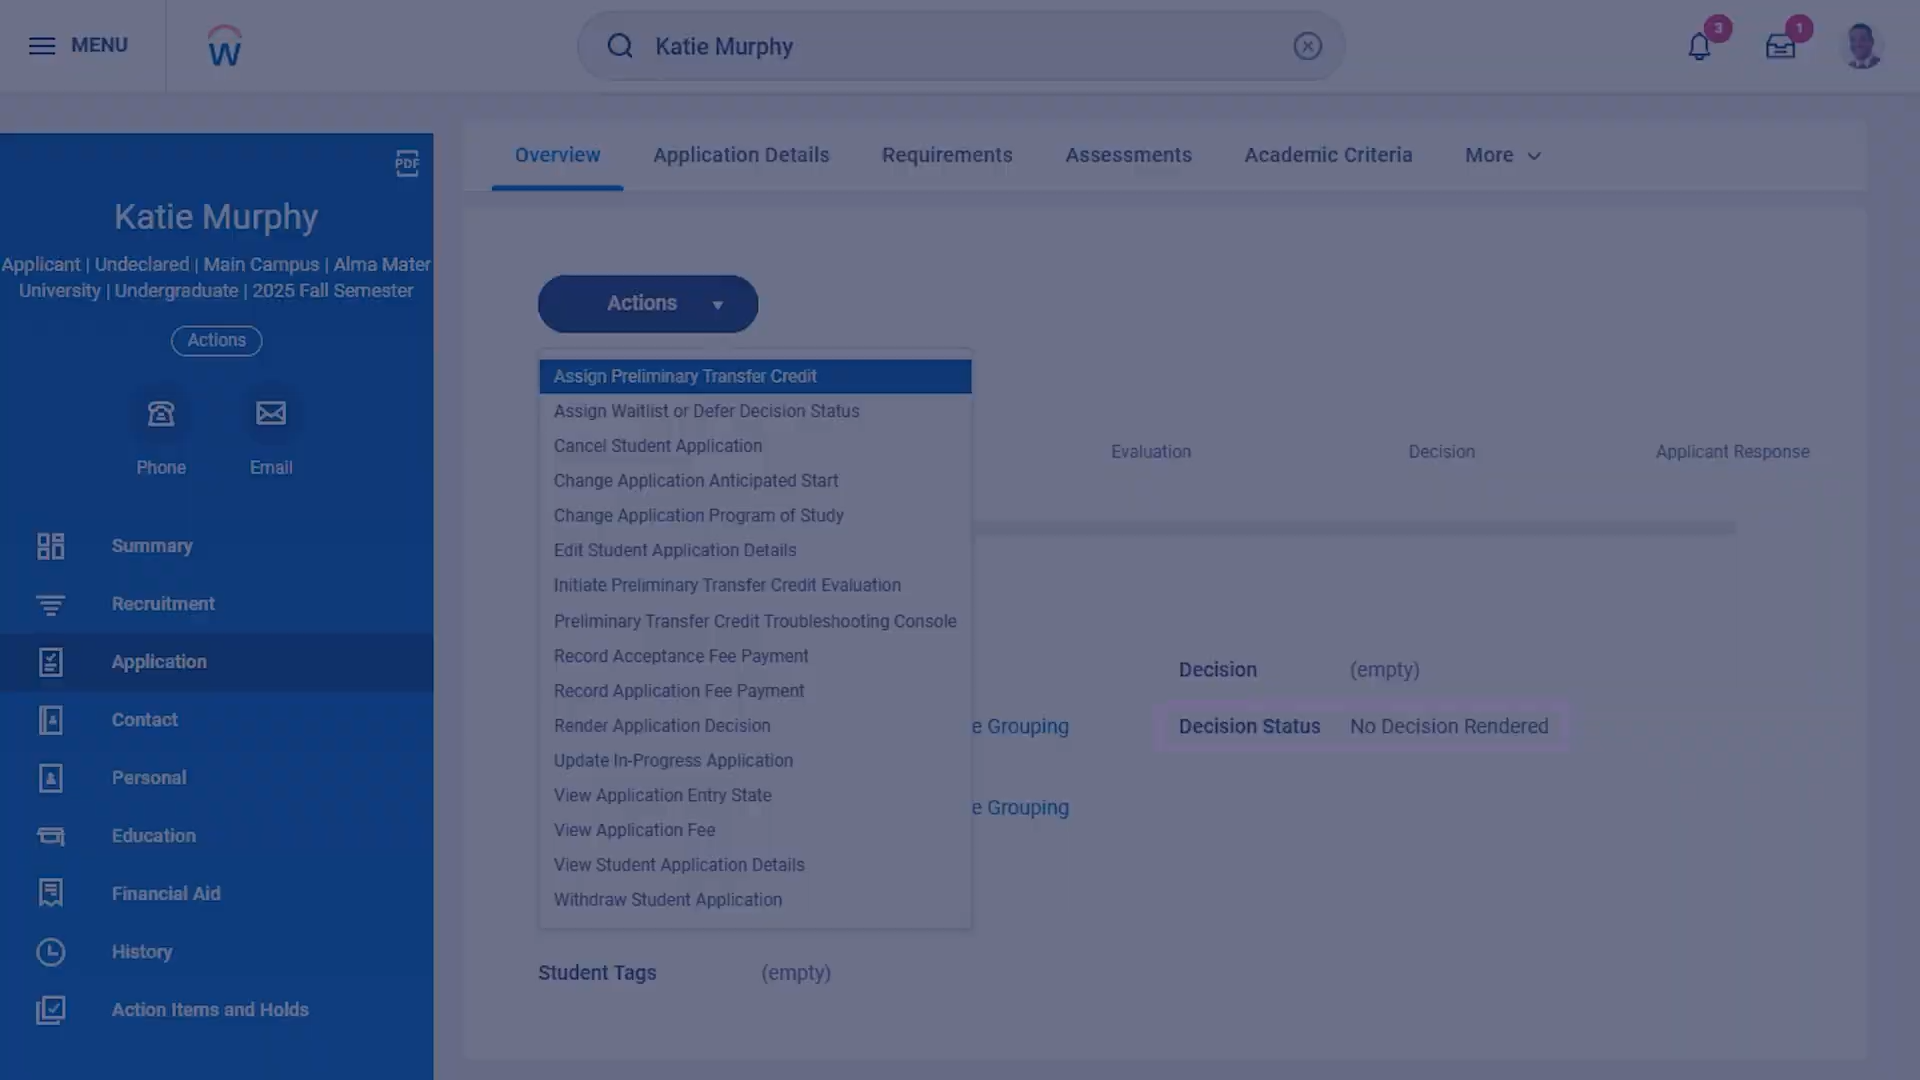 MENU
W
Katie Murphy
3
1
PDF
Katie Murphy
Applicant | Undeclared | Main Campus | Alma Mater
University | Undergraduate | 2025 Fall Semester
Actions
Phone
Email
Summary
Recruitment
Application
Contact
Personal
Education
Financial Aid
History
Action Items and Holds
Overview
Application Details
Requirements
Assessments
Academic Criteria
More
Actions
Assign Preliminary Transfer Credit
Assign Waitlist or Defer Decision Status
Cancel Student Application
Change Application Anticipated Start
Change Application Program of Study
Edit Student Application Details
Initiate Preliminary Transfer Credit Evaluation
Preliminary Transfer Credit Troubleshooting Console
Record Acceptance Fee Payment
Record Application Fee Payment
Render Application Decision
Update In-Progress Application
View Application Entry State
View Application Fee
View Student Application Details
Withdraw Student Application
Evaluation
Decision
Applicant Response
Decision (empty)
e Grouping
Decision Status No Decision Rendered
e Grouping
Student Tags (empty)